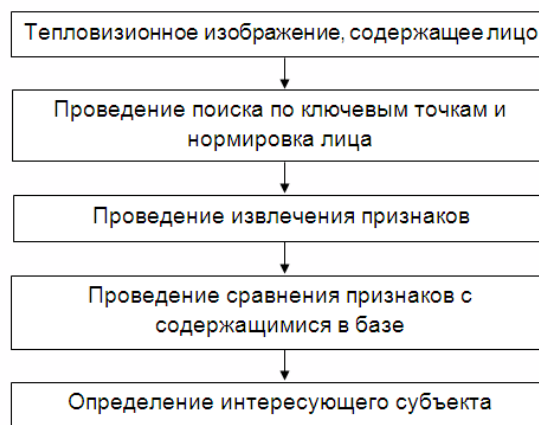 Тепловизионное изображение, содержащее лицо
Проведение поиска по ключевым точкам и
нормировка лица
Проведение извлечения признаков
Проведение сравнения признаков с
содержащимися в базе
Определение интересующего субъекта